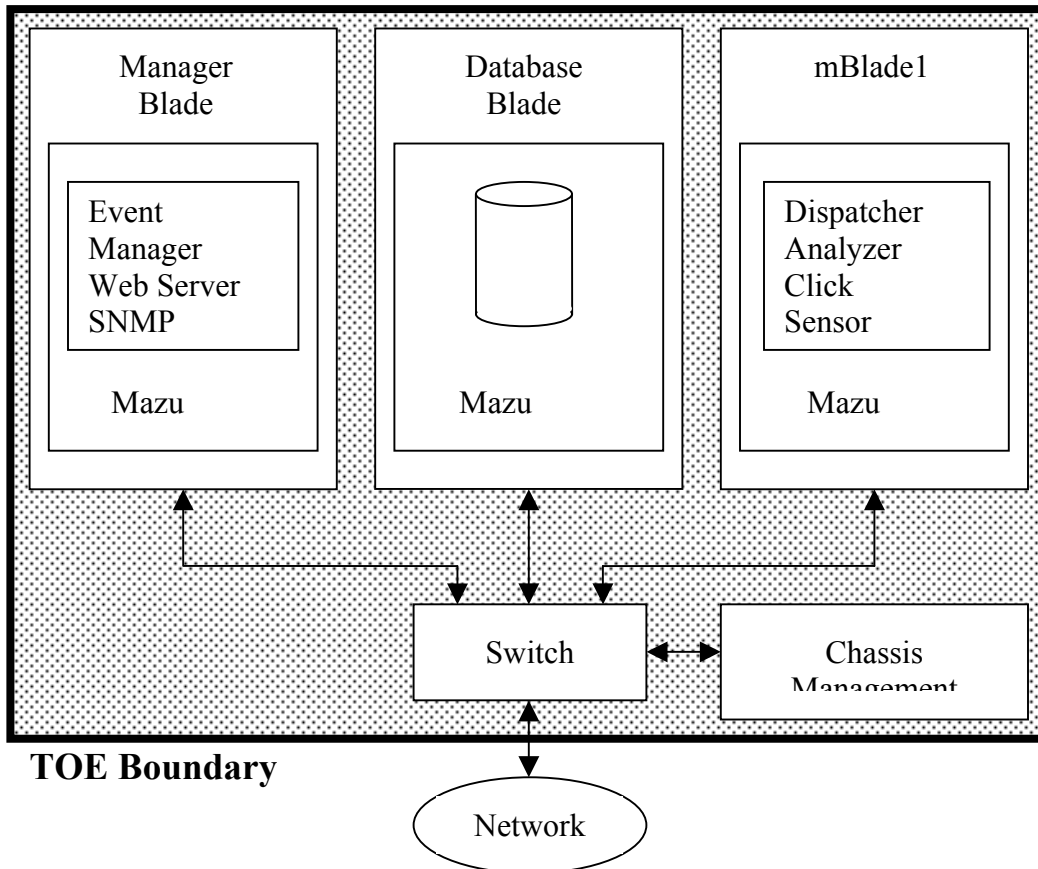 Manager
Blade
Event
Manager
Web Server
SNMP
Mazu
Database
Blade
Mazu
mBlade1
Dispatcher
Analyzer
Click
Sensor
Mazu
Switch
Chassis
Management
TOE Boundary
Network